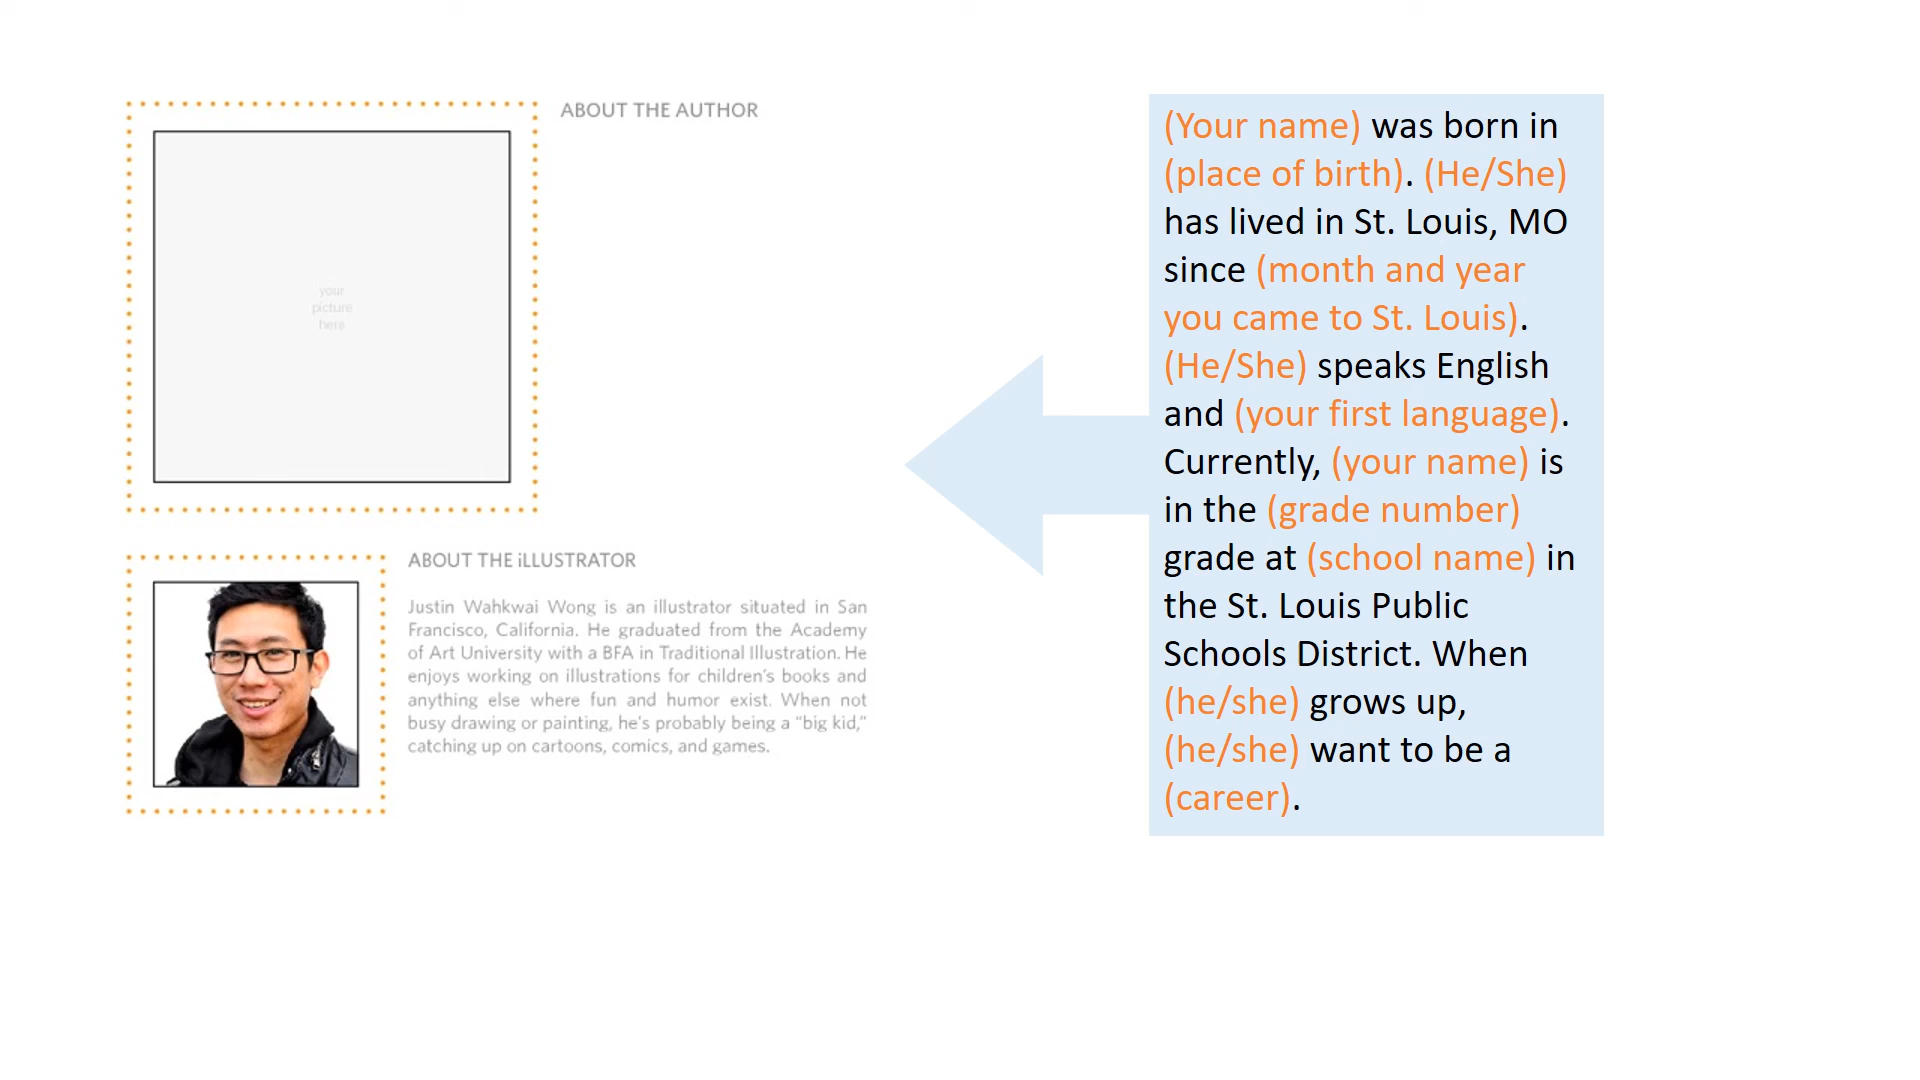 ABOUT THE AUTHOR
your
picture
here
ABOUT THE iLLUSTRATOR
Justin Wahkwai Wong is an illustrator situated in San
Francisco, California. He graduated from the Academy
of Art University with a BFA in Traditional Illustration. He
enjoys working on illustrations for children's books and
anything else where fun and humor exist. When not
busy drawing or painting, he's probably being a "big kid,"
catching up on cartoons, comics, and games.
(Your name) was born in
(place of birth). (He/She)
has lived in St. Louis, MO
since (month and year
you came to St. Louis).
(He/She) speaks English
and (your first language).
Currently, (your name) is
in the (grade number)
grade at (school name) in
the St. Louis Public
Schools District. When
(he/she) grows up,
(he/she) want to be a
(career).